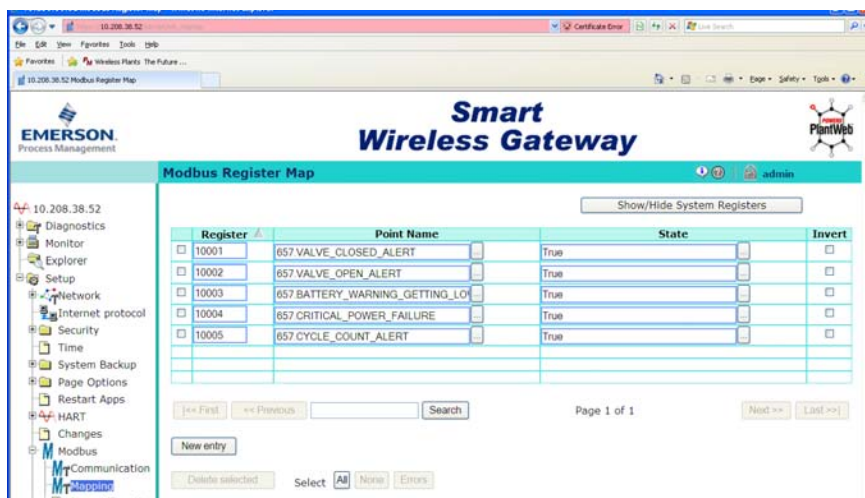 10.208.38.52
Certificate Error
Live Search
File Edit View Favorites Tools Help
Favorites Wireless Plants The Future ...
10.208.38.52 Modbus Register Map
Page Safety Tools
EMERSON.
Process Management
Smart
Wireless Gateway
POWERED
PlantWeb
Modbus Register Map
admin
10.208.38.52
Diagnostics
Monitor
Explorer
Setup
Network
Internet protocol
Security
Time
System Backup
Page Options
Restart Apps
HART
Changes
Modbus
Communication
Mapping
Show/Hide System Registers
Register Point Name State Invert
10001 657.VALVE_CLOSED_ALERT ... True ...
10002 657.VALVE_OPEN_ALERT ... True ...
10003 657.BATTERY_WARNING_GETTING_LO ... True ...
10004 657.CRITICAL_POWER_FAILURE ... True ...
10005 657.CYCLE_COUNT_ALERT ... True ...
|<< First << Previous Search Page 1 of 1 Next >> Last >>|
New entry
Delete selected Select All None Errors